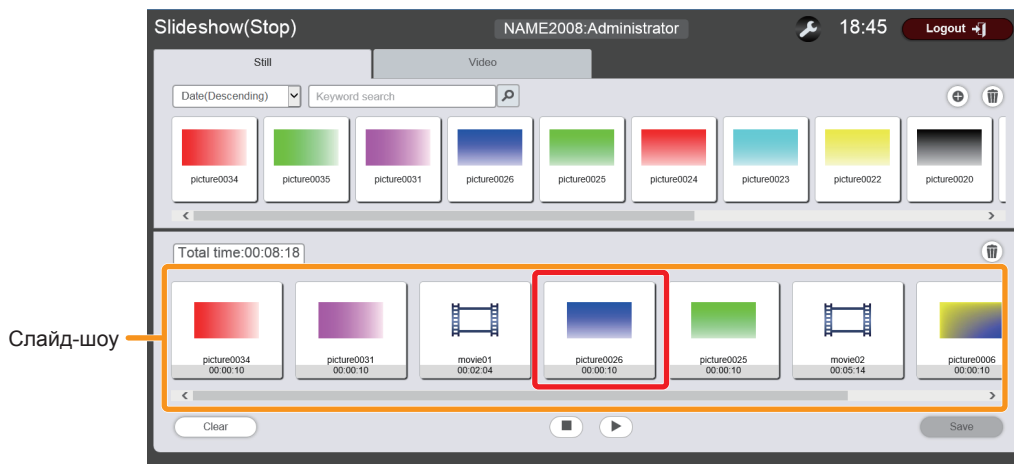 Slideshow(Stop) NAME2008:Administrator 18:45 Logout
Still Video
Date(Descending) Keyword search
picture0034 picture0035 picture0031 picture0026 picture0025 picture0024 picture0023 picture0022 picture0020
Total time:00:08:18
Слайд-шоу
picture0034 picture0031 movie01 picture0026 picture0025 movie02 picture0006
00:00:10 00:00:10 00:02:04 00:00:10 00:00:10 00:05:14 00:00:10
Clear Save